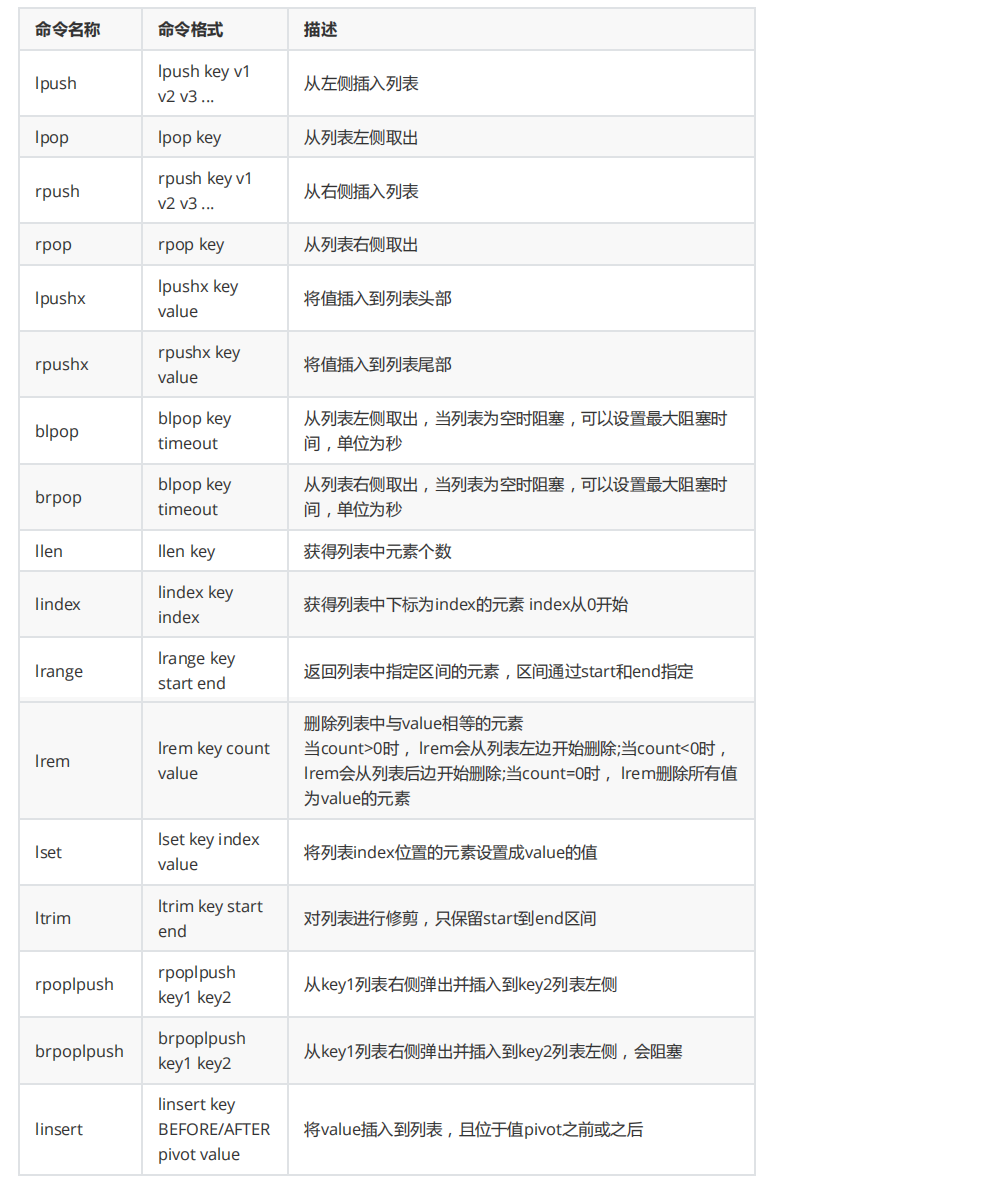 命令名称 命令格式 描述
lpush lpush key v1
v2 v3 ... 从左侧插入列表
lpop lpop key 从列表左侧取出
rpush rpush key v1
v2 v3 ... 从右侧插入列表
rpop rpop key 从列表右侧取出
lpushx lpushx key
value 将值插入到列表头部
rpushx rpushx key
value 将值插入到列表尾部
blpop blpop key
timeout 从列表左侧取出，当列表为空时阻塞，可以设置最大阻塞时
间，单位为秒
brpop blpop key
timeout 从列表右侧取出，当列表为空时阻塞，可以设置最大阻塞时
间，单位为秒
llen llen key 获得列表中元素个数
lindex lindex key
index 获得列表中下标为index的元素 index从0开始
lrange lrange key
start end 返回列表中指定区间的元素，区间通过start和end指定
lrem lrem key count
value 删除列表中与value相等的元素
当count>0时， lrem会从列表左边开始删除;当count<0时，
lrem会从列表后边开始删除;当count=0时， lrem删除所有值
为value的元素
lset lset key index
value 将列表index位置的元素设置成value的值
ltrim ltrim key start
end 对列表进行修剪，只保留start到end区间
rpoplpush rpoplpush
key1 key2 从key1列表右侧弹出并插入到key2列表左侧
brpoplpush brpoplpush
key1 key2 从key1列表右侧弹出并插入到key2列表左侧，会阻塞
linsert linsert key
BEFORE/AFTER
pivot value 将value插入到列表，且位于值pivot之前或之后